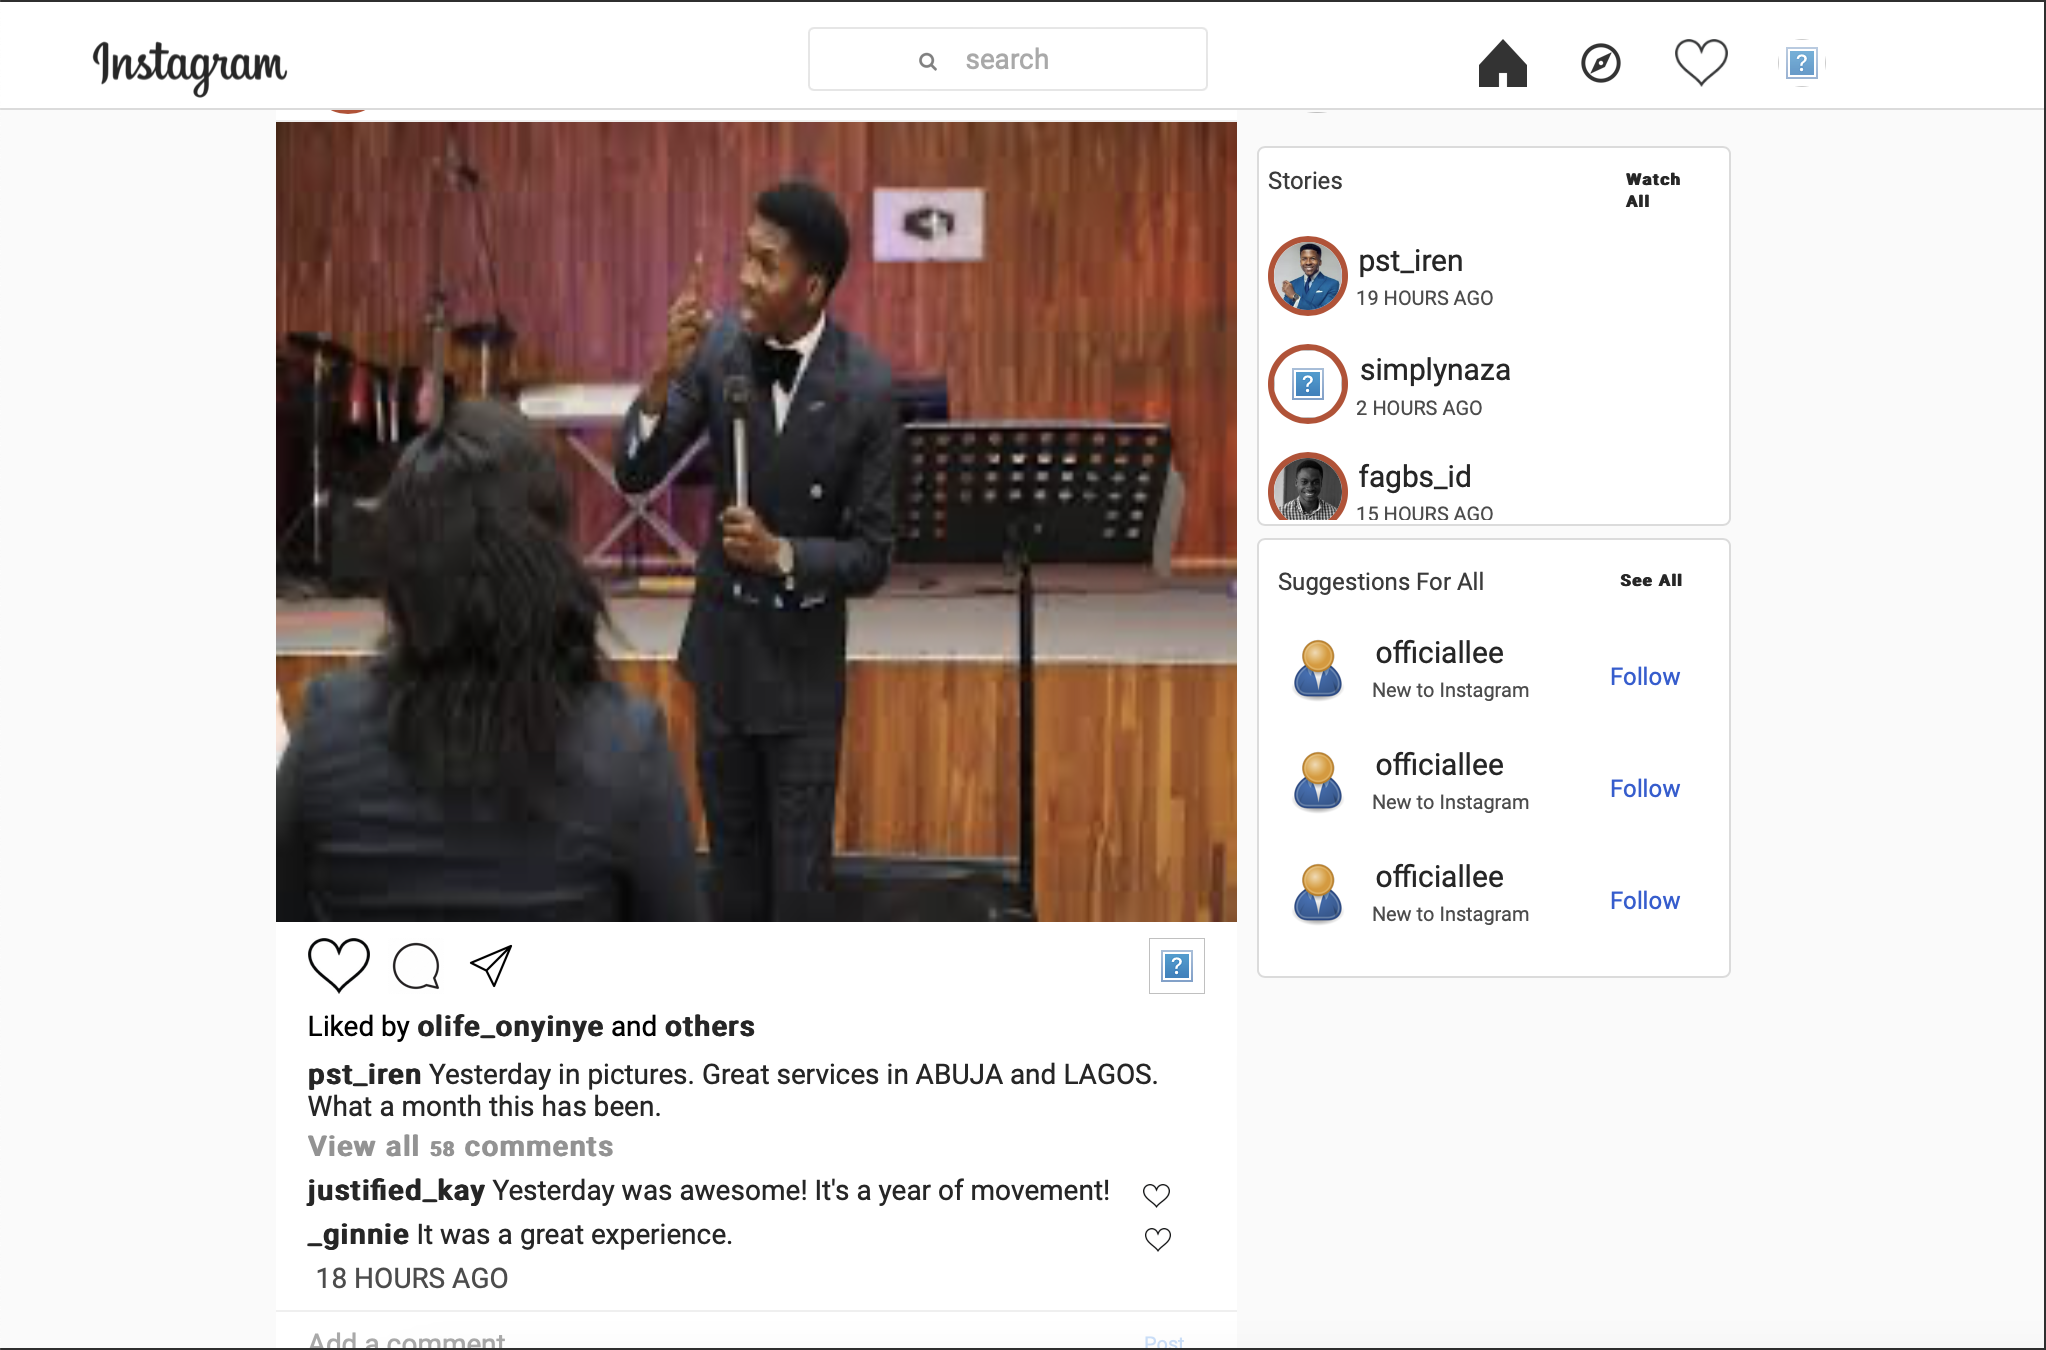 Instagram
search
Stories
Watch
All
pst_iren
19 HOURS AGO
simplynaza
2 HOURS AGO
fagbs_id
15 HOURS AGO
Suggestions For All
See All
officiallee
New to Instagram
Follow
officiallee
New to Instagram
Follow
officiallee
New to Instagram
Follow
Liked by olife_onyinye and others
pst_iren Yesterday in pictures. Great services in ABUJA and LAGOS.
What a month this has been.
View all 58 comments
justified_kay Yesterday was awesome! It's a year of movement!
_ginnie It was a great experience.
18 HOURS AGO
Add a comment
Post